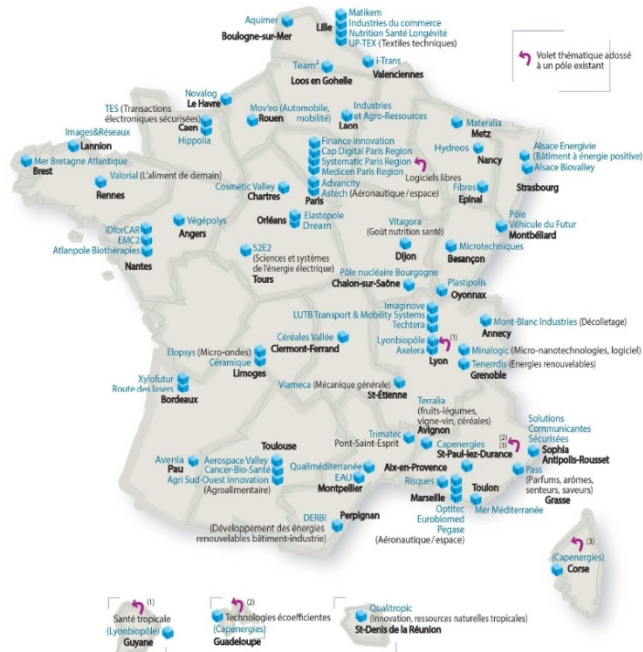 Matikem
Aquimer
Industries du commerce
Boulogne-sur-Mer
Lille
Nutrition Santé Longévité
UP-TEX (Textiles techniques)
Volet thématique adossé
à un pôle existant
Team²
i-Trans
Loos en Gohelle
Valenciennes
Novalog
Le Havre
TES (Transactions
électroniques sécurisées)
Caen
Hippolia
Mov'eo (Automobile,
mobilité)
Rouen
Industries
et Agro-Ressources
Laon
Materalia
Metz
Images&Réseaux
Lannion
Mer Bretagne Atlantique
Brest
Valorial (L'aliment de demain)
Rennes
Finance innovation
Cap Digital Paris Region
Systematic Paris Region
Medicen Paris Region
Logiciels libres
Advancity
Astech (Aéronautique/espace)
Paris
Hydreos
Nancy
Alsace Energivie
(Bâtiment à énergie positive)
Alsace Biovalley
Strasbourg
Cosmetic Valley
Chartres
Fibres
Epinal
iDforCAR
EMC2
Atlanpole Biothérapies
Nantes
Végépolys
Angers
Elastopole
Orléans
Dream
S2E2
(Sciences et systèmes
de l'énergie électrique)
Tours
Vitagora
(Goût nutrition santé)
Dijon
Pôle
Véhicule du Futur
Montbéliard
Microtechniques
Besançon
Pôle nucléaire Bourgogne
Chalon-sur-Saône
Plastipolis
Oyonnax
Imaginove
LUTB Transport & Mobility Systems
Techtera
Lyonbiopôle
Axelera
(1)
Lyon
Mont-Blanc Industries (Décolletage)
Annecy
Minalogic (Micro-nanotechnologies, logiciel)
Grenoble
Tenerrdis (Energies renouvelables)
Elopsys (Micro-ondes)
Céramique
Limoges
Céréales Vallée
Clermont-Ferrand
Viameca (Mécanique générale)
St-Étienne
Xylofutur
Route des lasers
Bordeaux
Terralia
(fruits-légumes,
vigne-vin, céréales)
Avignon
Trimatec
Pont-Saint-Esprit
Capenergies
(2)
(3)
St-Paul-lez-Durance
Solutions
Communicantes
Sécurisées
Sophia
Antipolis-Rousset
Avenia
Pau
Toulouse
Aerospace Valley
Cancer-Bio-Santé
Agri Sud-Ouest Innovation
(Agroalimentaire)
Qualiméditerranée
EAU
Montpellier
Aix-en-Provence
Risques
Marseille
Optitec
Eurobiomed
Pegase
(Aéronautique/espace)
Toulon
Mer Méditerranée
Pass
(Parfums, arômes,
senteurs, saveurs)
Grasse
DERBI
Perpignan
(Développement des énergies
renouvelables bâtiment-industrie)
(3)
(Capenergies)
Corse
(1)
Santé tropicale
(Lyonbiopôle)
Guyane
(2)
Technologies écoefficientes
(Capenergies)
Guadeloupe
Qualitropic
(Innovation, ressources naturelles tropicales)
St-Denis de la Réunion